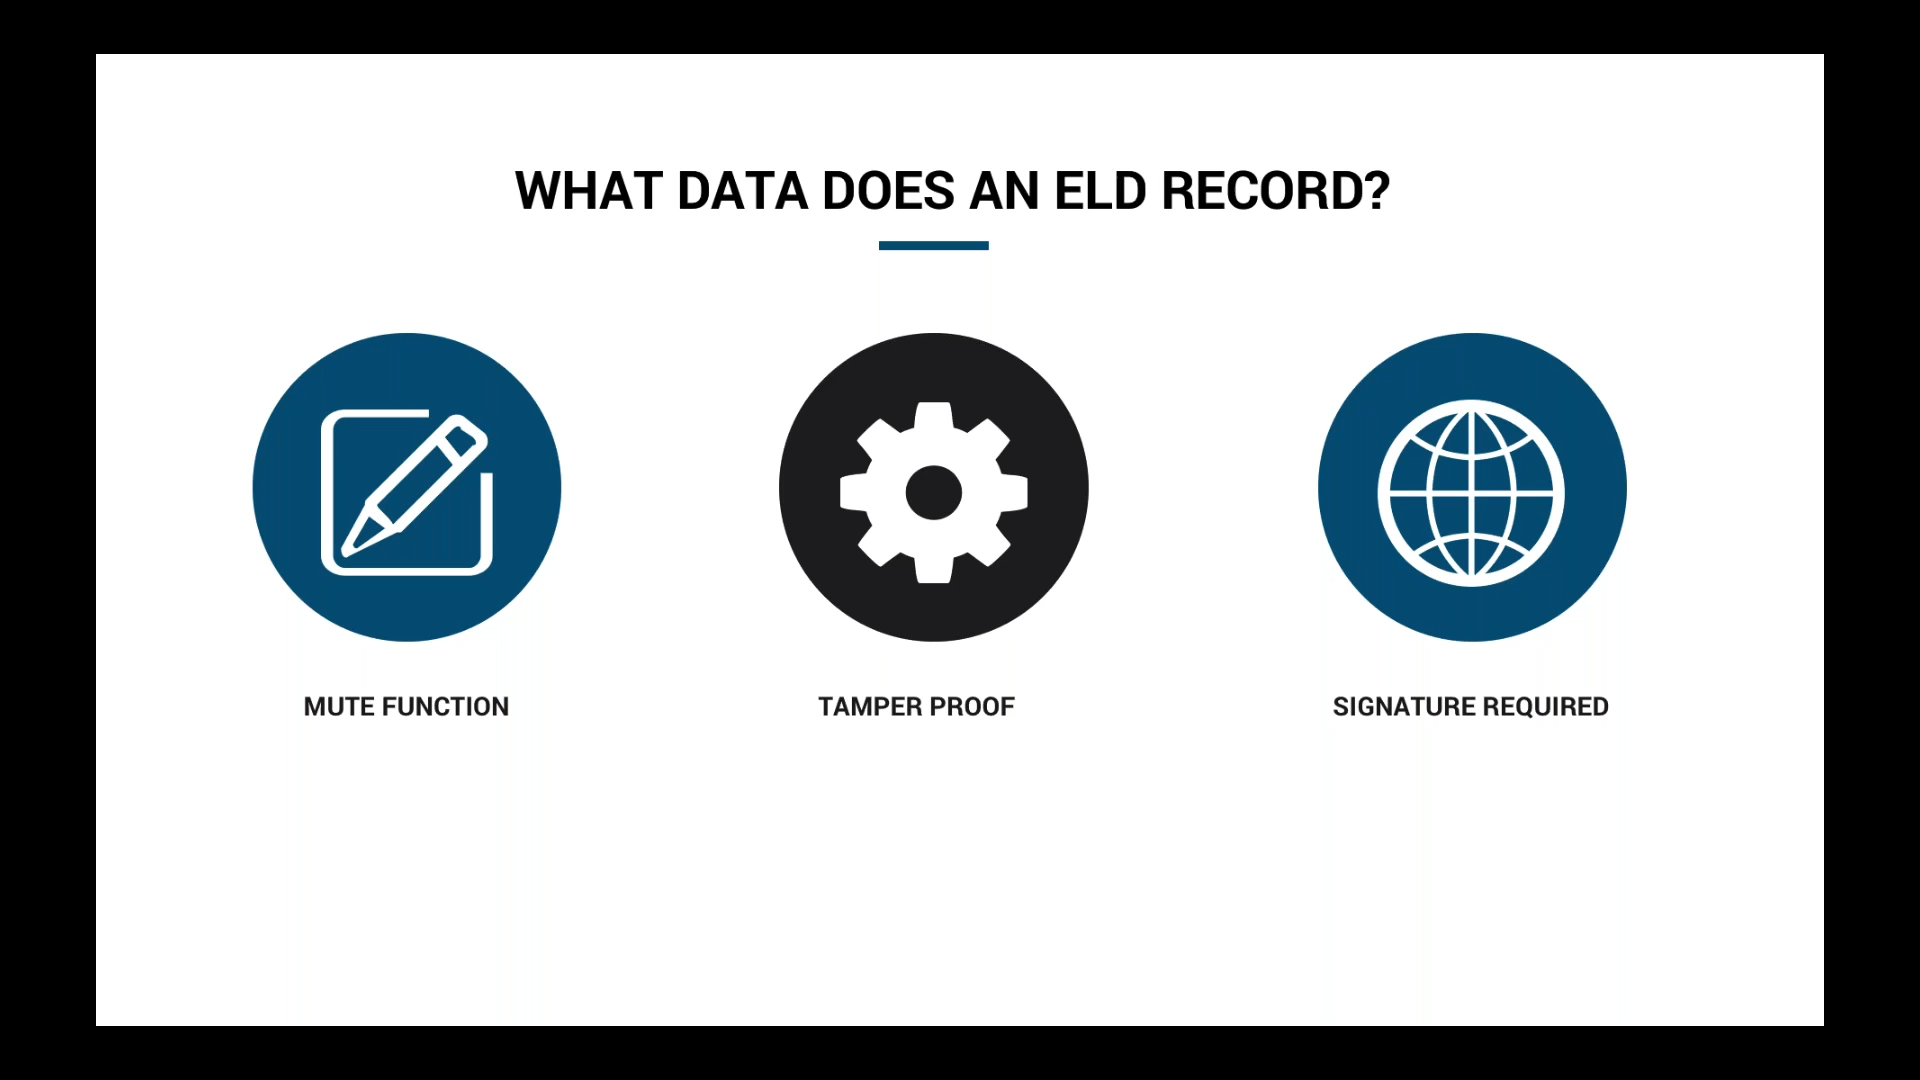 WHAT DATA DOES AN ELD RECORD?
MUTE FUNCTION
TAMPER PROOF
SIGNATURE REQUIRED